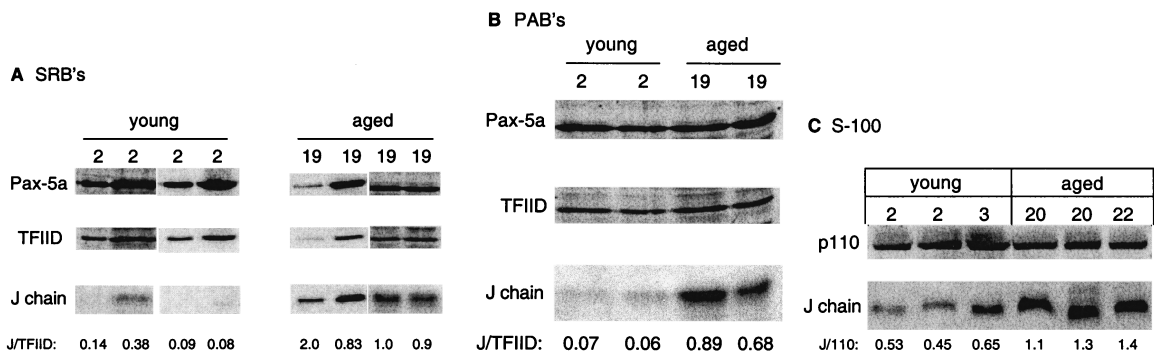 A SRB's
young aged
2 2 2 2 19 19 19 19
Pax-5a
TFIID
J chain
J/TFIID: 0.14 0.38 0.09 0.08 2.0 0.83 1.0 0.9
B PAB's
young aged
2 2 19 19
Pax-5a
TFIID
J chain
J/TFIID: 0.07 0.06 0.89 0.68
C S-100
young aged
2 2 3 20 20 22
p110
J chain
J/110: 0.53 0.45 0.65 1.1 1.3 1.4